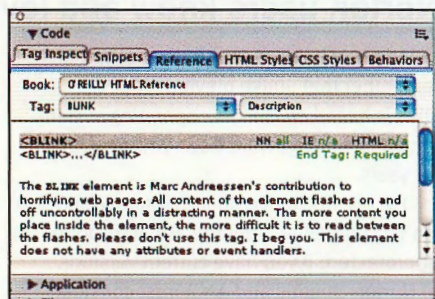 Code
Tag Inspect Snippets Reference HTML Styles CSS Styles Behaviors
Book: O'REILLY HTML Reference
Tag: BLINK Description
<BLINK> NN all IE n/a HTML n/a
<BLINK>...</BLINK> End Tag: Required
The BLINK element is Marc Andreessen's contribution to
horrifying web pages. All content of the element flashes on and
off uncontrollably in a distracting manner. The more content you
place inside the element, the more difficult it is to read between
the flashes. Please don't use this tag. I beg you. This element
does not have any attributes or event handlers.
Application